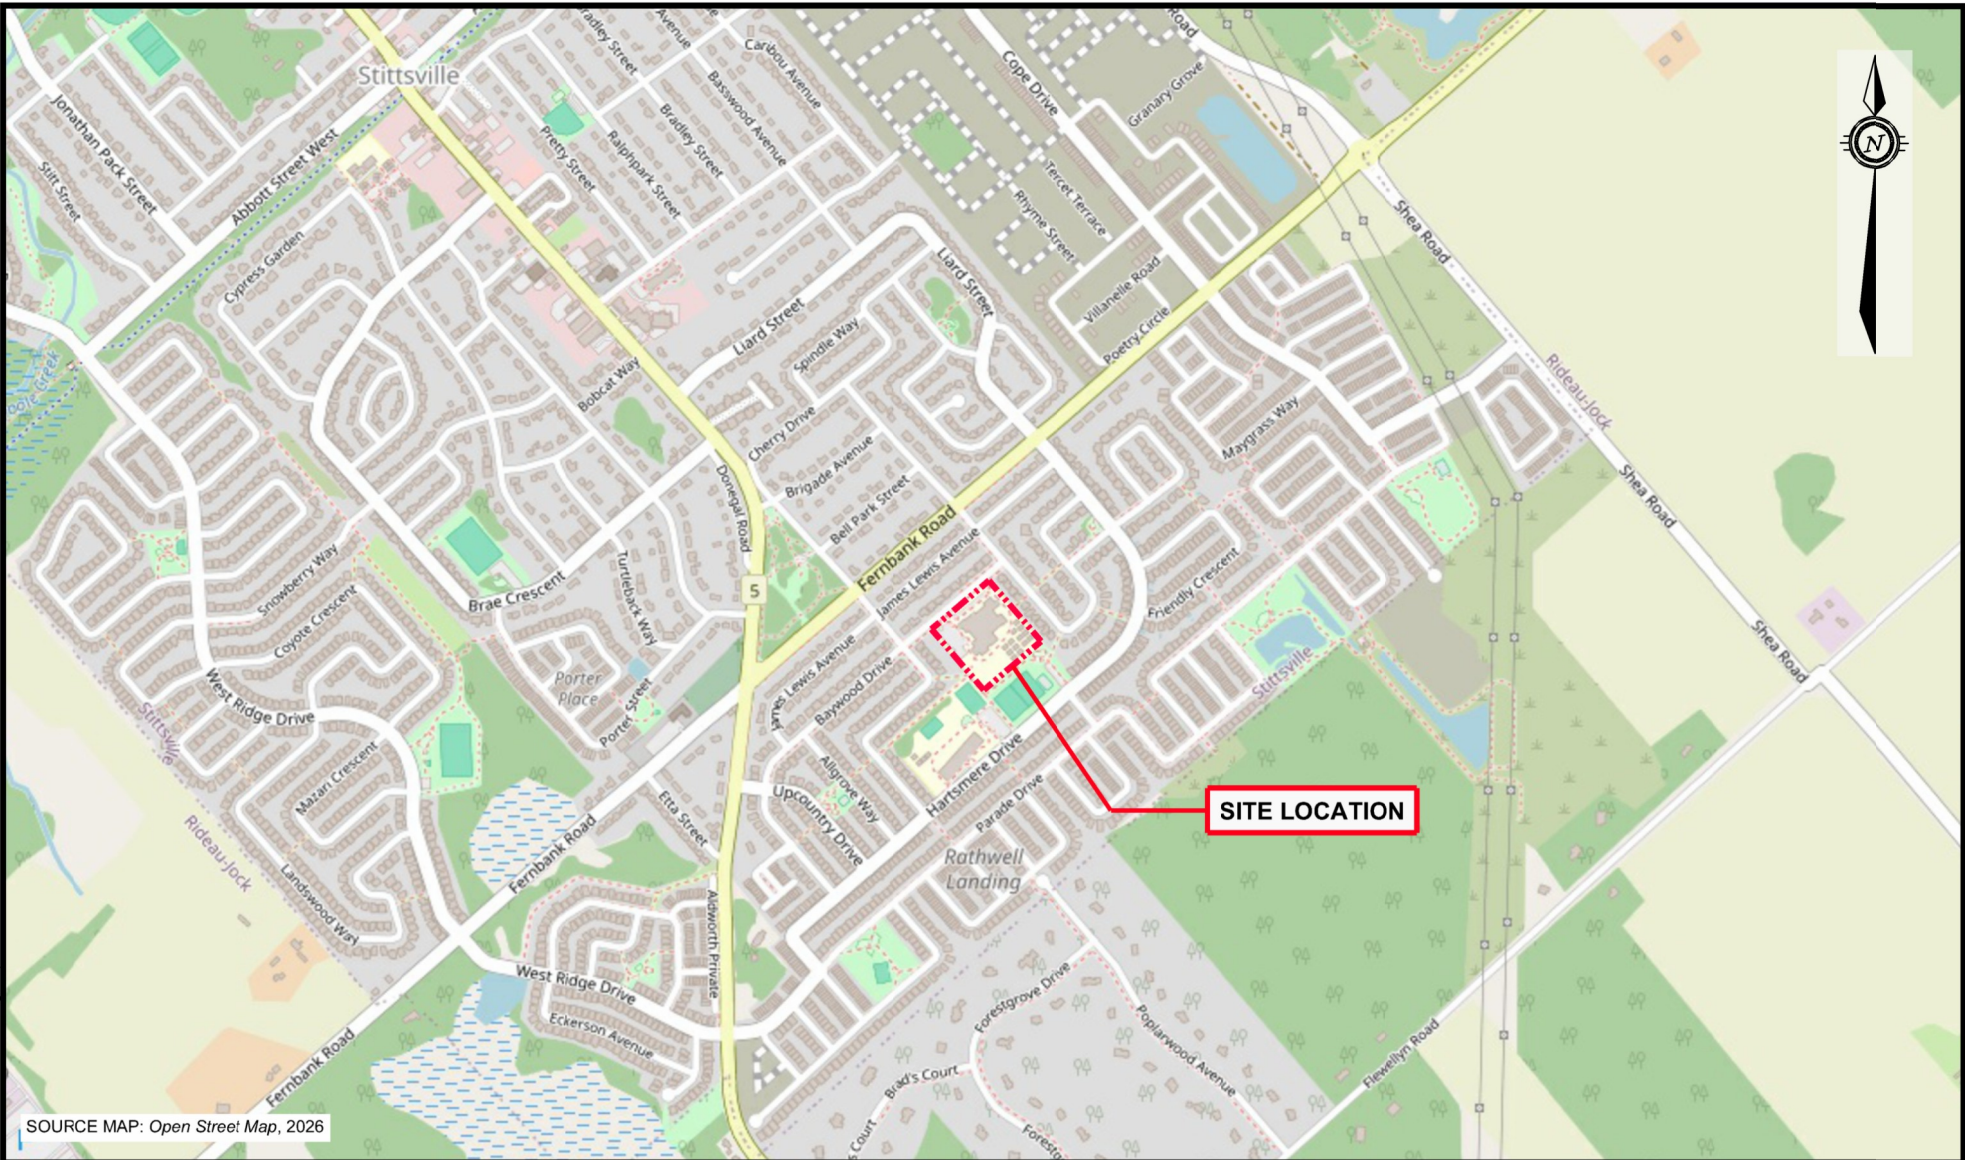 Stittsville
Caribou Avenue
Cope Drive
Road
Granary Grove
Jonathan Pack Street
Stitt Street
Abbott Street West
Pretty Street
Ralphpark Street
Bradley Street
Basswood Avenue
Avenue
N
Tercet Terrace
Rhyme Street
Shea Road
Cypress Garden
Liard Street
Liard Street
Villanelle Road
Poetry Circle
Spindle Way
Bobcat Way
Cherry Drive
Brigade Avenue
Bell Park Street
Maygrass Way
Rideau-Jock
Shea Road
Donegal Road
Fernbank Road
James Lewis Avenue
Snowberry Way
Coyote Crescent
Brae Crescent
Turtleback Way
5
Friendly Crescent
Shea Road
West Ridge Drive
Porter
Place
Porter Street
James Lewis Avenue
Baywood Drive
Stittsville
Stittsville
Mazari Crescent
Allgrove Way
Upcountry Drive
Hartsmere Drive
Parade Drive
SITE LOCATION
Etta Street
Fernbank Road
Rideau-Jock
Landswood Way
Rathwell
Landing
Aldworth Private
West Ridge Drive
Eckerson Avenue
Forestgrove Drive
Poplarwood Avenue
Brad's Court
Flewellyn Road
Fernbank Road
SOURCE MAP: Open Street Map, 2026